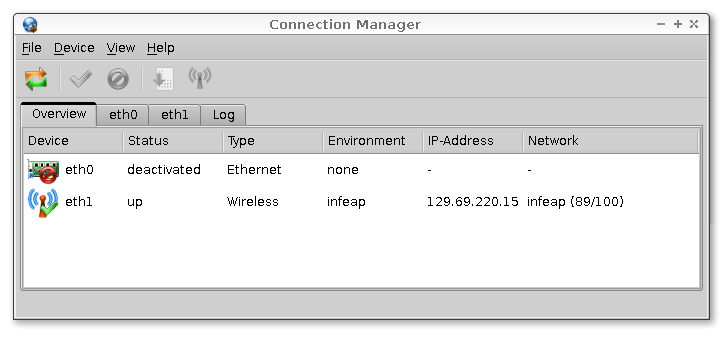 Connection Manager
File Device View Help
Overview eth0 eth1 Log
Device Status Type Environment IP-Address Network
eth0 deactivated Ethernet none - -
eth1 up Wireless infeap 129.69.220.15 infeap (89/100)